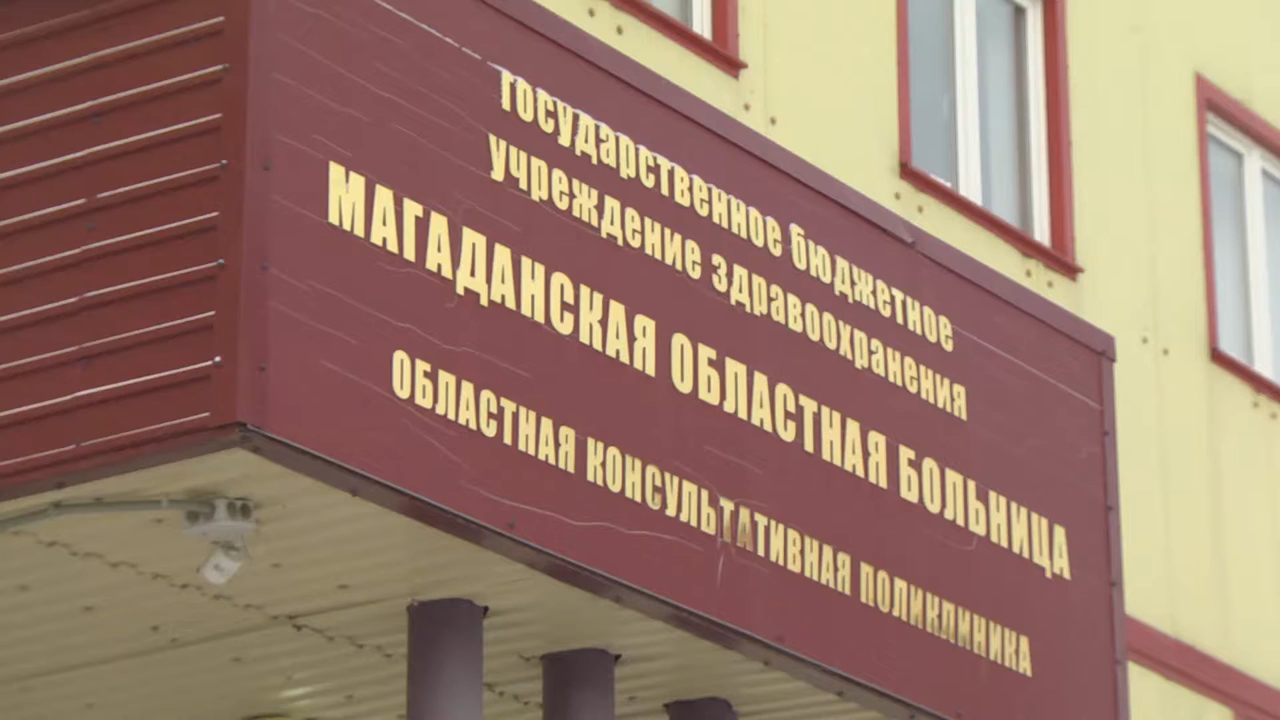 государственное бюджетное
учреждение здравоохранения
МАГАДАНСКАЯ ОБЛАСТНАЯ БОЛЬНИЦА
ОБЛАСТНАЯ КОНСУЛЬТАТИВНАЯ ПОЛИКЛИНИКА